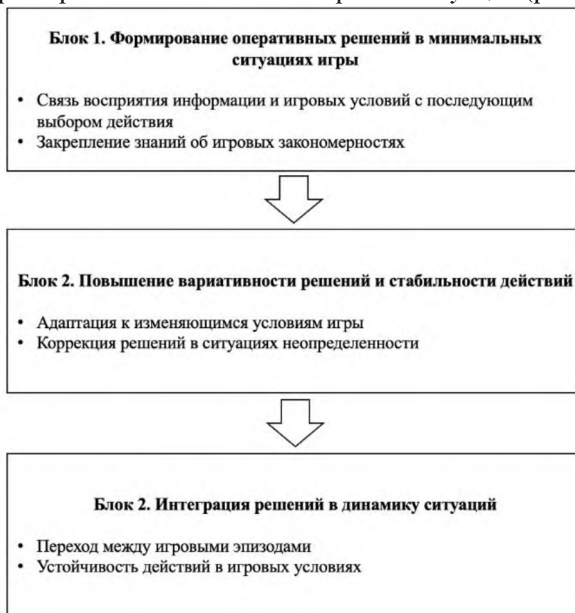 Блок 1. Формирование оперативных решений в минимальных
ситуациях игры
• Связь восприятия информации и игровых условий с последующим
выбором действия
• Закрепление знаний об игровых закономерностях
Блок 2. Повышение вариативности решений и стабильности действий
• Адаптация к изменяющимся условиям игры
• Коррекция решений в ситуациях неопределенности
Блок 2. Интеграция решений в динамику ситуаций
• Переход между игровыми эпизодами
• Устойчивость действий в игровых условиях